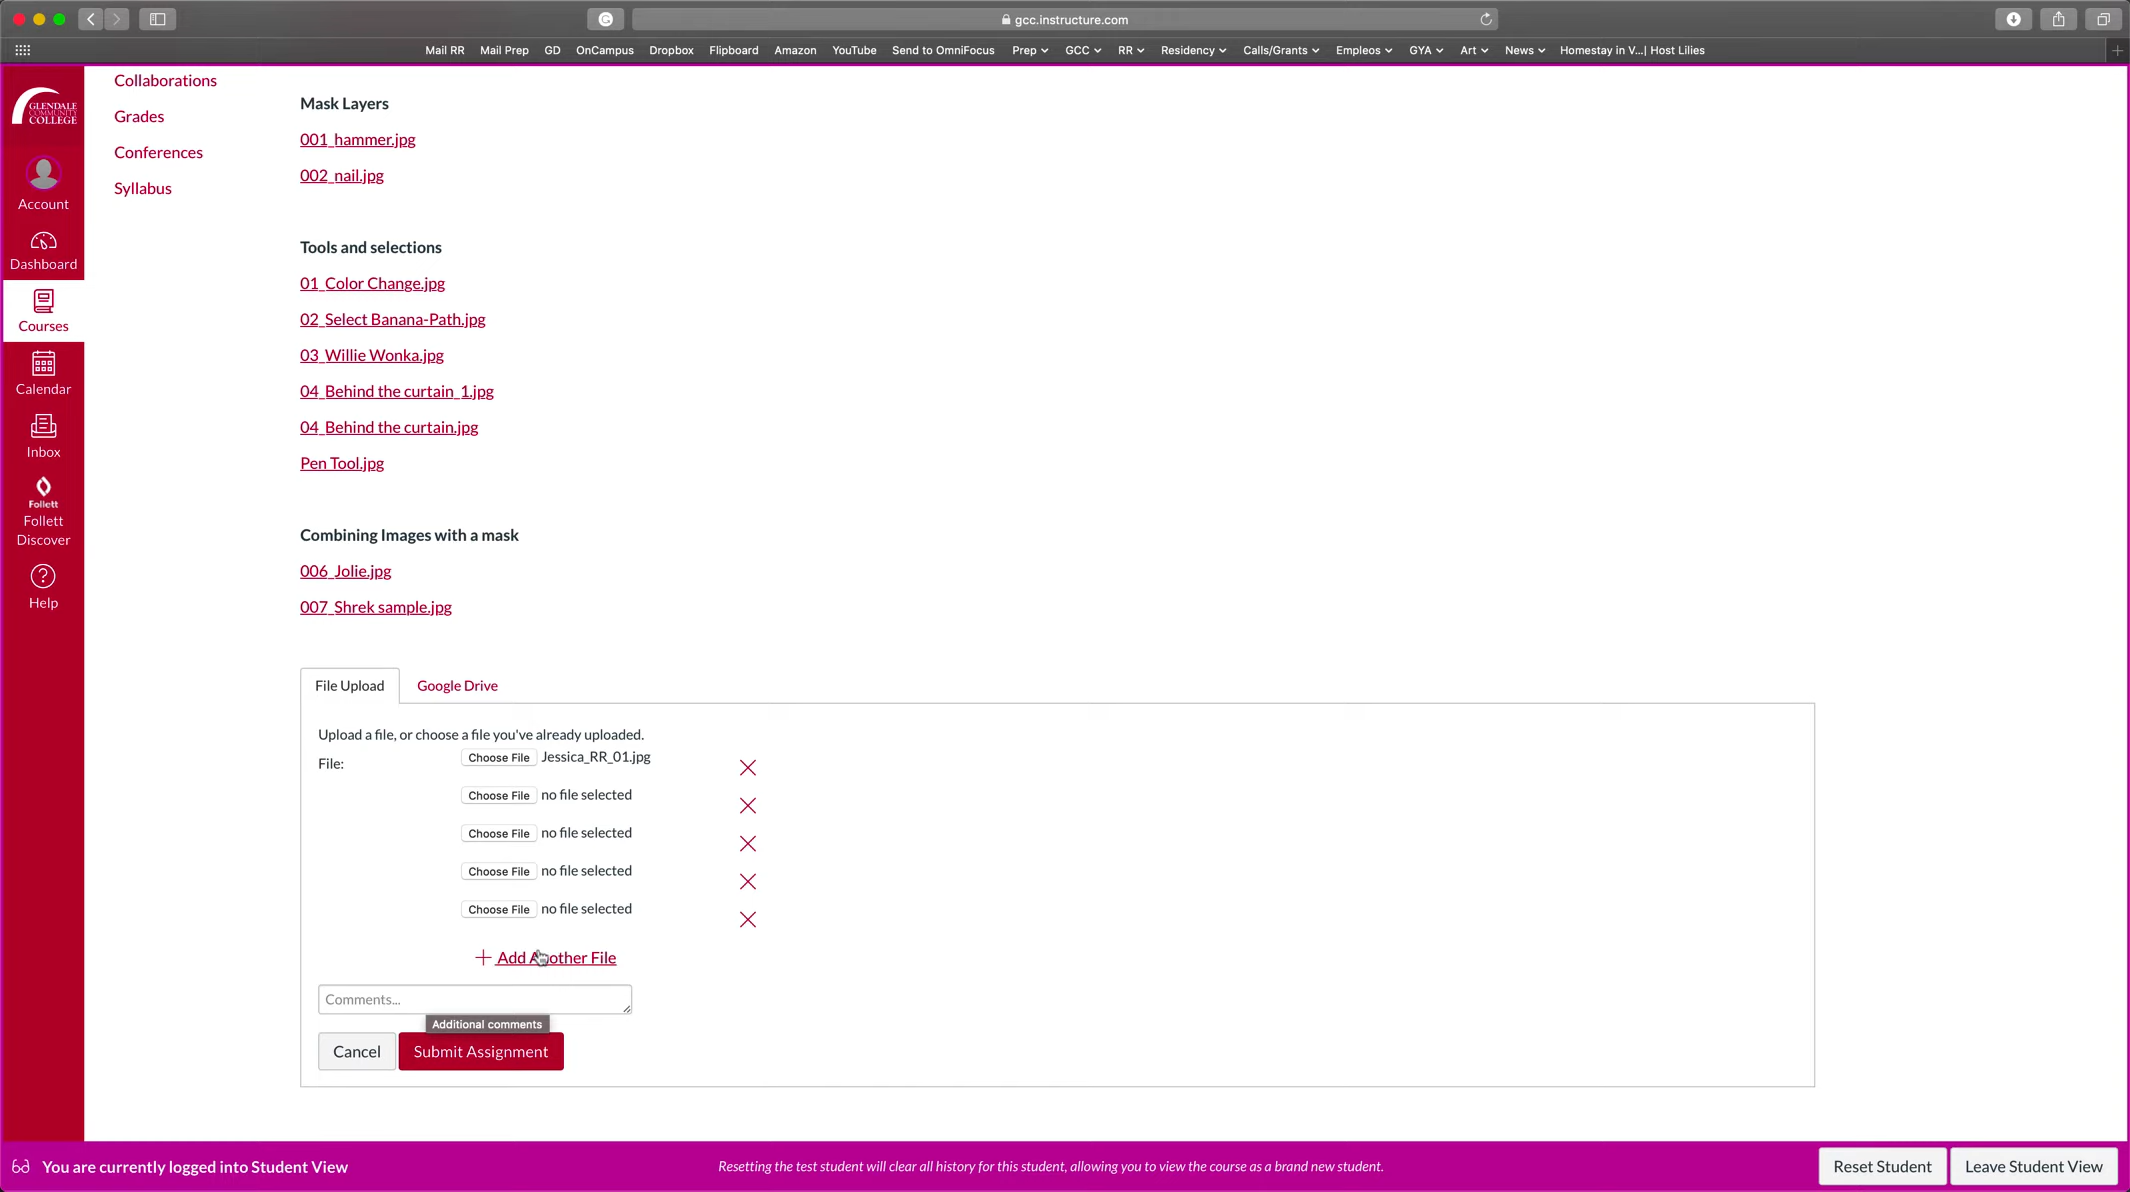 gcc.instructure.com
Mail RR Mail Prep GD OnCampus Dropbox Flipboard Amazon YouTube Send to OmniFocus Prep GCC RR Residency Calls/Grants Empleos GYA Art News Homestay in V...| Host Lilies
GLENDALE
COMMUNITY
COLLEGE
Account
Dashboard
Courses
Calendar
Inbox
Follett
Follett
Discover
Help
Collaborations
Grades
Conferences
Syllabus
Mask Layers
001_hammer.jpg
002_nail.jpg
Tools and selections
01_Color Change.jpg
02_Select Banana-Path.jpg
03_Willie Wonka.jpg
04_Behind the curtain_1.jpg
04_Behind the curtain.jpg
Pen Tool.jpg
Combining Images with a mask
006_Jolie.jpg
007_Shrek sample.jpg
File Upload Google Drive
Upload a file, or choose a file you've already uploaded.
File: Choose File Jessica_RR_01.jpg
Choose File no file selected
Choose File no file selected
Choose File no file selected
Choose File no file selected
Add Another File
Comments...
Additional comments
Cancel Submit Assignment
You are currently logged into Student View Resetting the test student will clear all history for this student, allowing you to view the course as a brand new student. Reset Student Leave Student View